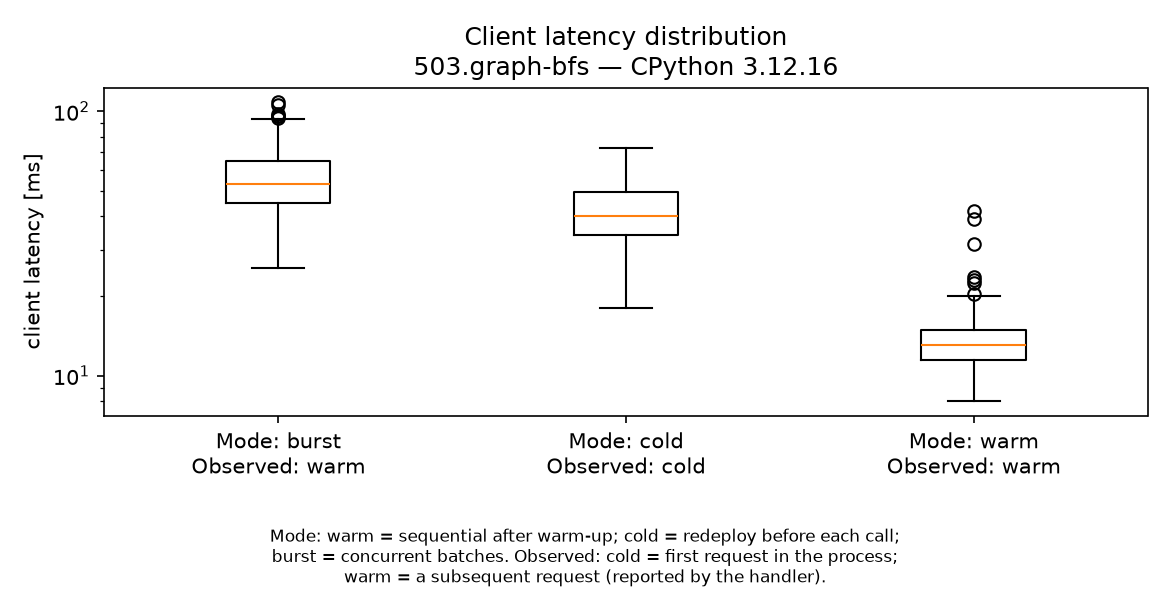 Client latency distribution
503.graph-bfs — CPython 3.12.16
client latency [ms]
10²
10¹
Mode: burst
Observed: warm
Mode: cold
Observed: cold
Mode: warm
Observed: warm
Mode: warm = sequential after warm-up; cold = redeploy before each call;
burst = concurrent batches. Observed: cold = first request in the process;
warm = a subsequent request (reported by the handler).